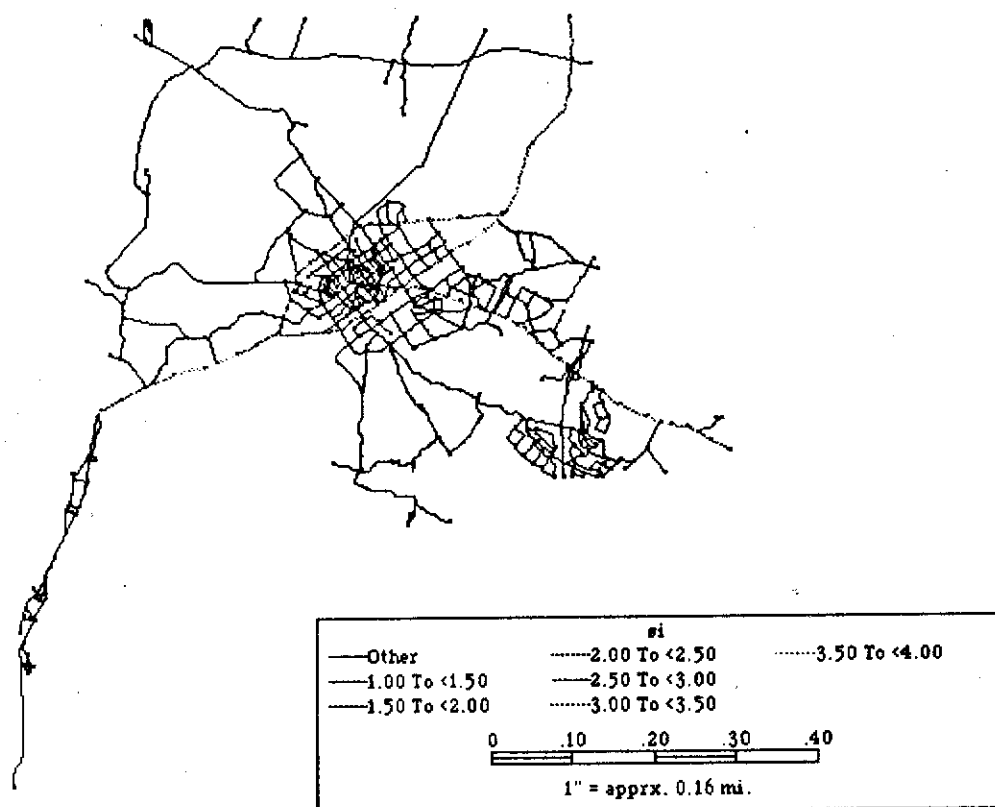 si
Other 2.00 To <2.50 3.50 To <4.00
1.00 To <1.50 2.50 To <3.00
1.50 To <2.00 3.00 To <3.50
0 .10 .20 .30 .40
1" = apprx. 0.16 mi.